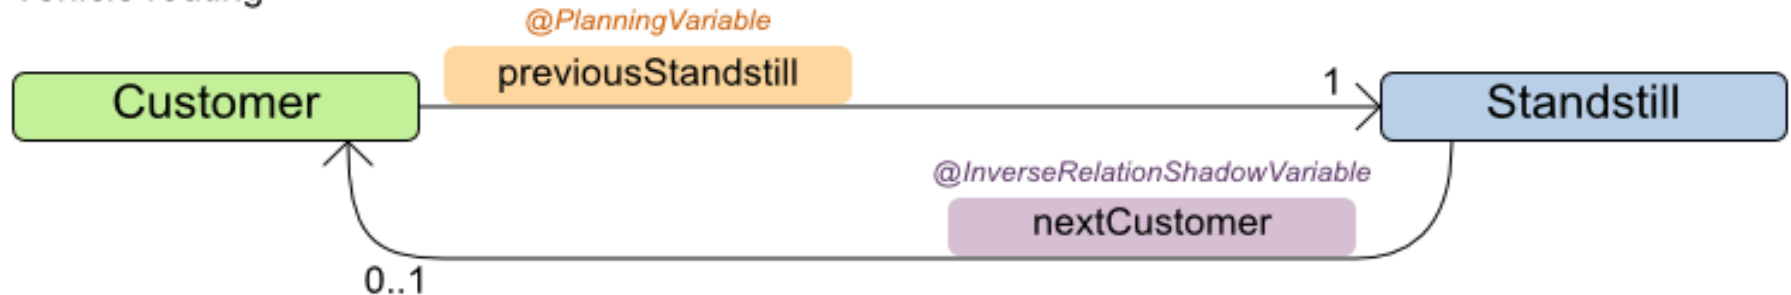 @PlanningVariable
previousStandstill
Customer
1
Standstill
@InverseRelationShadowVariable
nextCustomer
0..1